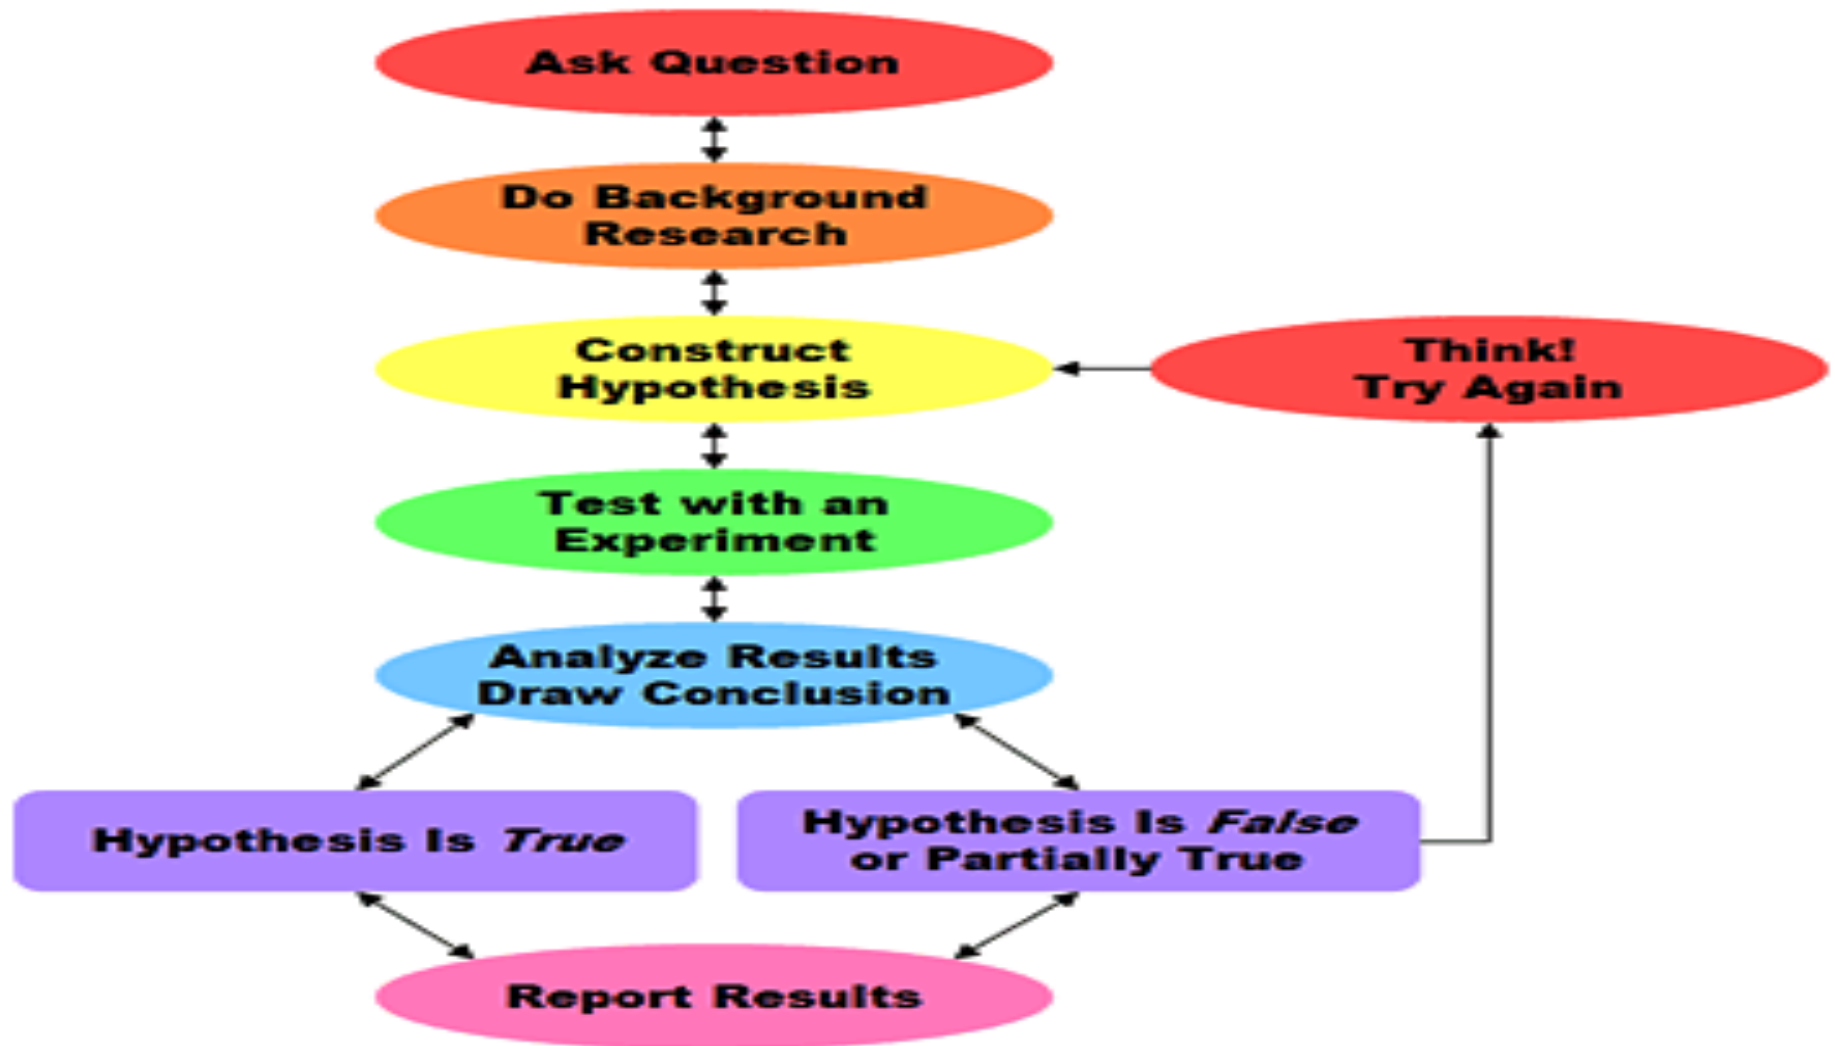 Ask Question
Do Background
Research
Construct
Hypothesis
Think!
Try Again
Test with an
Experiment
Analyze Results
Draw Conclusion
Hypothesis Is True
Hypothesis Is False
or Partially True
Report Results